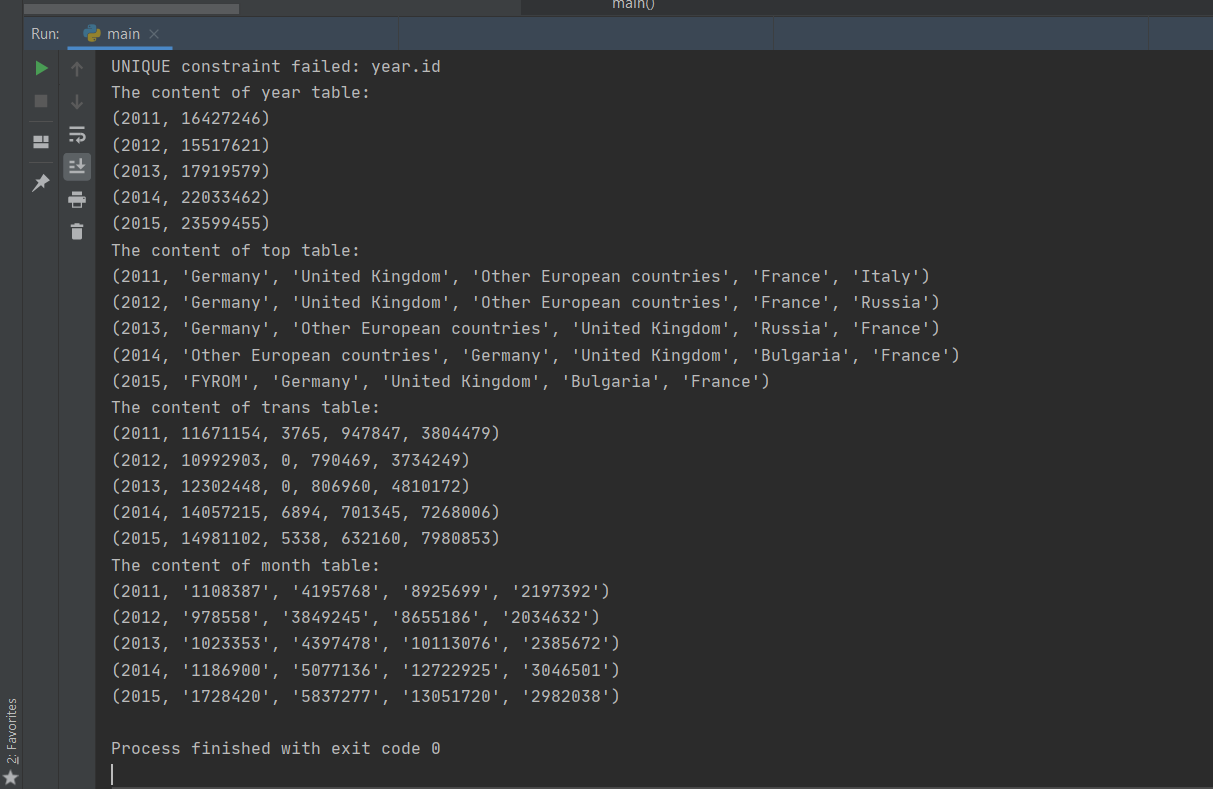 main()
Run: main
UNIQUE constraint failed: year.id
The content of year table:
(2011, 16427246)
(2012, 15517621)
(2013, 17919579)
(2014, 22033462)
(2015, 23599455)
The content of top table:
(2011, 'Germany', 'United Kingdom', 'Other European countries', 'France', 'Italy')
(2012, 'Germany', 'United Kingdom', 'Other European countries', 'France', 'Russia')
(2013, 'Germany', 'Other European countries', 'United Kingdom', 'Russia', 'France')
(2014, 'Other European countries', 'Germany', 'United Kingdom', 'Bulgaria', 'France')
(2015, 'FYROM', 'Germany', 'United Kingdom', 'Bulgaria', 'France')
The content of trans table:
(2011, 11671154, 3765, 947847, 3804479)
(2012, 10992903, 0, 790469, 3734249)
(2013, 12302448, 0, 806960, 4810172)
(2014, 14057215, 6894, 701345, 7268006)
(2015, 14981102, 5338, 632160, 7980853)
The content of month table:
(2011, '1108387', '4195768', '8925699', '2197392')
(2012, '978558', '3849245', '8655186', '2034632')
(2013, '1023353', '4397478', '10113076', '2385672')
(2014, '1186900', '5077136', '12722925', '3046501')
(2015, '1728420', '5837277', '13051720', '2982038')
Process finished with exit code 0
2: Favorites